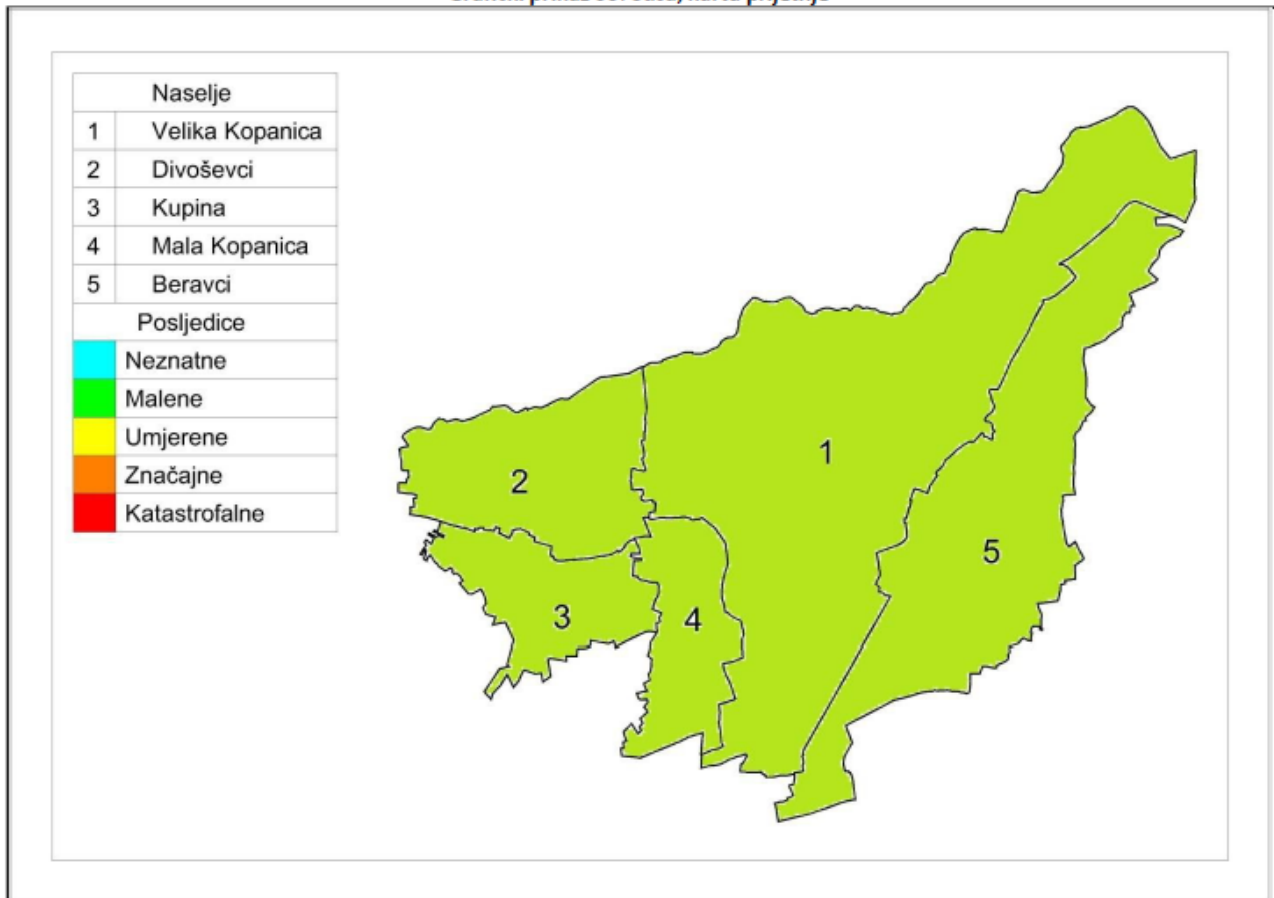 Naselje
1 Velika Kopanica
2 Divoševci
3 Kupina
4 Mala Kopanica
5 Beravci
Posljedice
Neznatne
Malene
Umjerene
Značajne
Katastrofalne
1
2
3
4
5